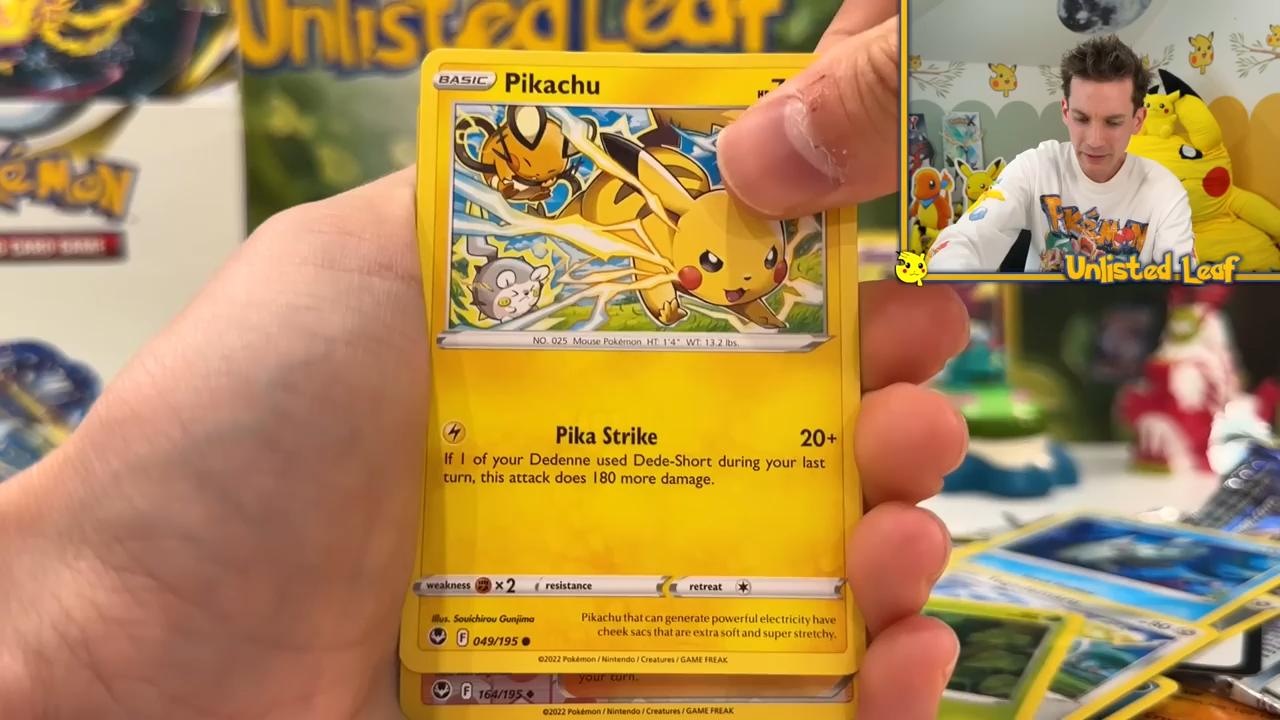 Unlisted Leaf
BASIC Pikachu
NO. 025 Mouse Pokémon HT: 1'4" WT: 13.2 lbs.
Pika Strike 20+
If 1 of your Dedenne used Dede-Short during your last
turn, this attack does 180 more damage.
weakness ×2 resistance retreat
Illus. Souichirou Gunjima
Pikachu that can generate powerful electricity have
cheek sacs that are extra soft and super stretchy.
F 049/195
©2022 Pokémon / Nintendo / Creatures / GAME FREAK
your turn.
F 164/195
©2022 Pokémon / Nintendo / Creatures / GAME FREAK
POKéMON
Unlisted Leaf